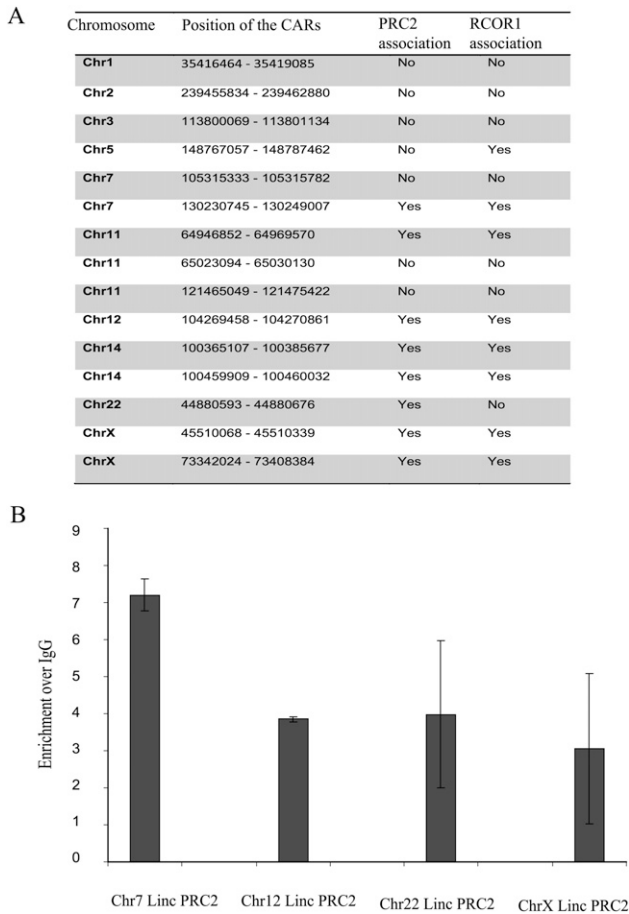 A
Chromosome Position of the CARs PRC2 association RCOR1 association
Chr1 35416464 - 35419085 No No
Chr2 239455834 - 239462880 No No
Chr3 113800069 - 113801134 No No
Chr5 148767057 - 148787462 No Yes
Chr7 105315333 - 105315782 No No
Chr7 130230745 - 130249007 Yes Yes
Chr11 64946852 - 64969570 Yes Yes
Chr11 65023094 - 65030130 No No
Chr11 121465049 - 121475422 No No
Chr12 104269458 - 104270861 Yes Yes
Chr14 100365107 - 100385677 Yes Yes
Chr14 100459909 - 100460032 Yes Yes
Chr22 44880593 - 44880676 Yes No
ChrX 45510068 - 45510339 Yes Yes
ChrX 73342024 - 73408384 Yes Yes
B
Enrichment over IgG
9
8
7
6
5
4
3
2
1
0
Chr7 Linc PRC2 Chr12 Linc PRC2 Chr22 Linc PRC2 ChrX Linc PRC2